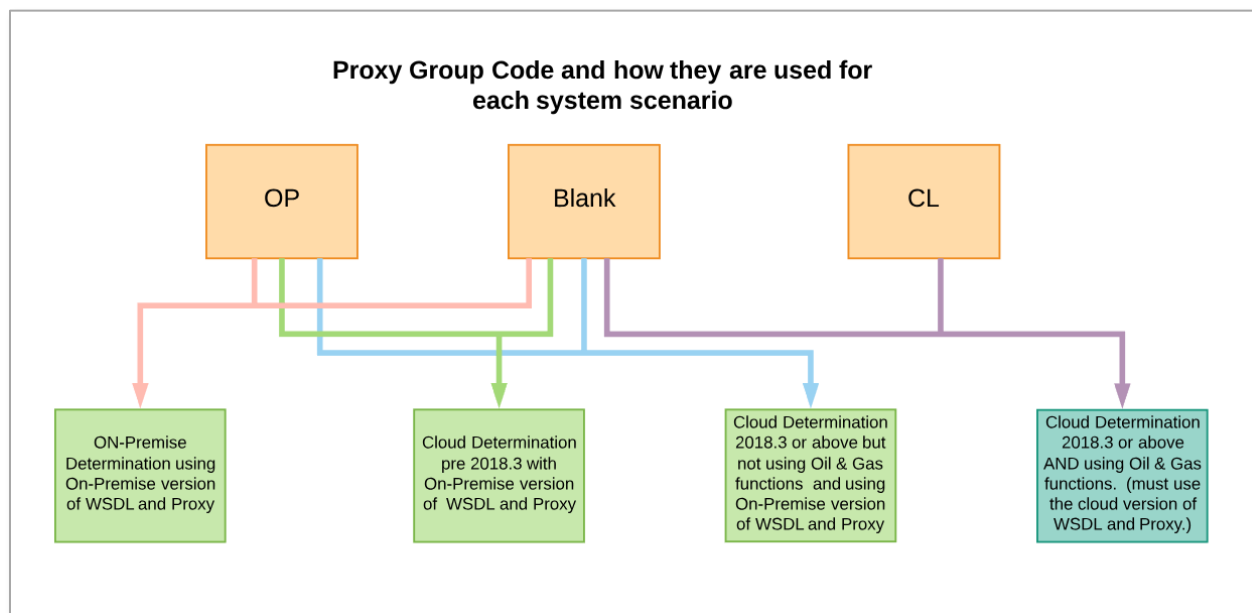 Proxy Group Code and how they are used for
each system scenario
OP
Blank
CL
ON-Premise
Determination using
On-Premise version
of WSDL and Proxy
Cloud Determination
pre 2018.3 with
On-Premise version
of WSDL and Proxy
Cloud Determination
2018.3 or above but
not using Oil & Gas
functions and using
On-Premise version
of WSDL and Proxy
Cloud Determination
2018.3 or above
AND using Oil & Gas
functions. (must use
the cloud version of
WSDL and Proxy.)